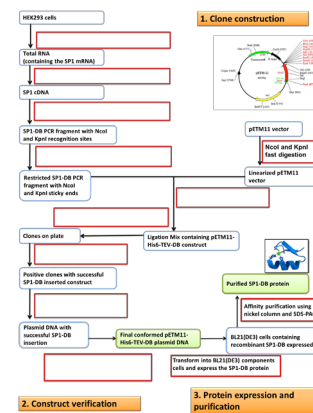 HEK293 cells
1. Clone construction
Total RNA
(containing the SP1 mRNA)
SP1 cDNA
pETM11
SP1-DB PCR fragment with NcoI
and KpnI recognition sites
pETM11 vector
NcoI and KpnI
fast digestion
Restricted SP1-DB PCR
fragment with NcoI
and KpnI sticky ends
Linearized pETM11
vector
Clones on plate
Ligation Mix containing pETM11-
His6-TEV-DB construct
Positive clones with successful
SP1-DB inserted construct
Purified SP1-DB protein
Affinity purification using
nickel column and SDS-PA
Plasmid DNA with
successful SP1-DB
insertion
Final conformed pETM11-
His6-TEV-DB plasmid DNA
BL21(DE3) cells containing
recombinant SP1-DB expressed
Transform into BL21(DE3) components
cells and express the SP1-DB protein
2. Construct verification
3. Protein expression and
purification